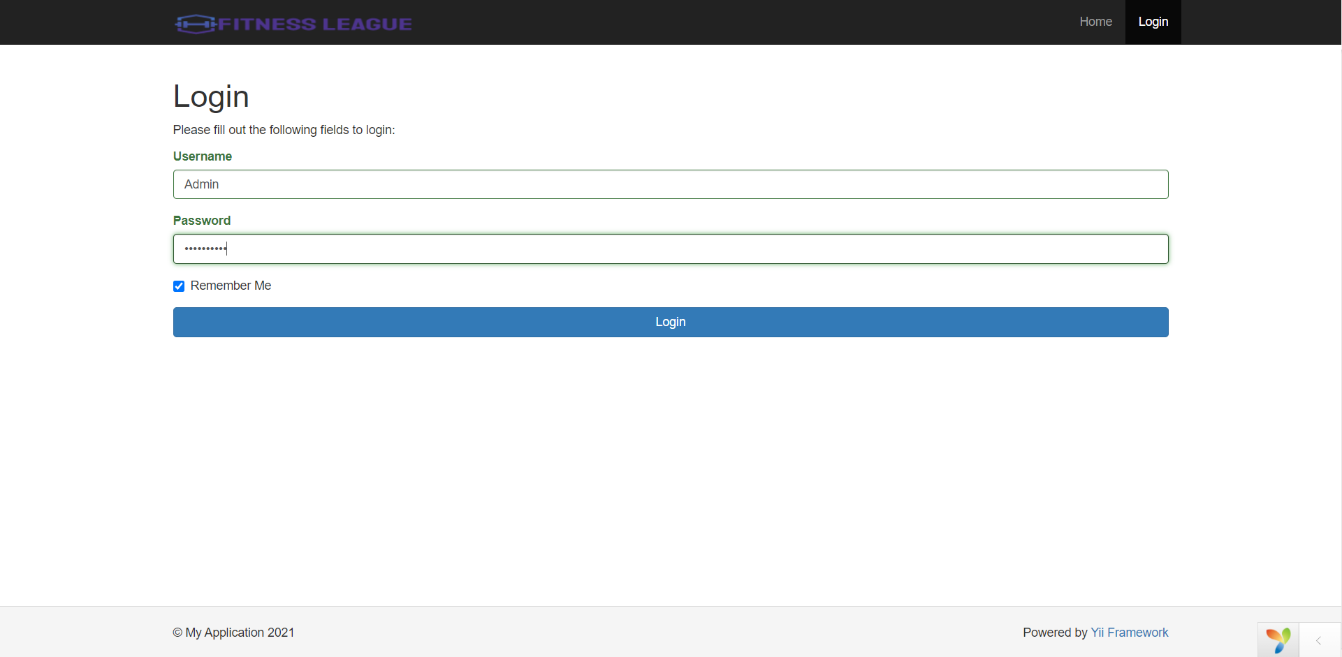 FITNESS LEAGUE
Home
Login
Login
Please fill out the following fields to login:
Username
Admin
Password
••••••••••
Remember Me
Login
© My Application 2021
Powered by Yii Framework